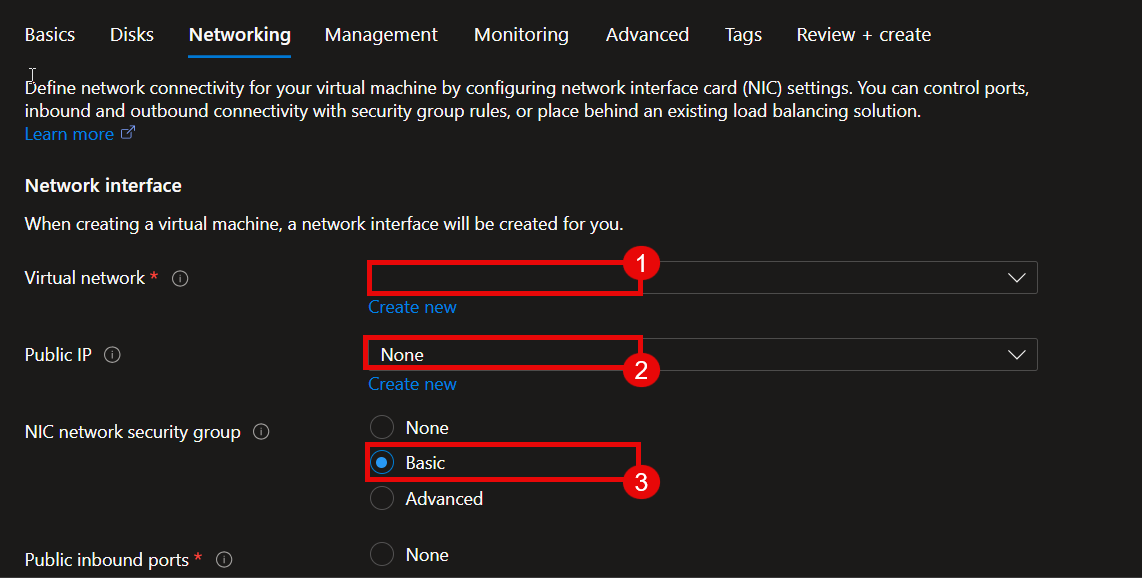 Basics Disks Networking Management Monitoring Advanced Tags Review + create
Define network connectivity for your virtual machine by configuring network interface card (NIC) settings. You can control ports,
inbound and outbound connectivity with security group rules, or place behind an existing load balancing solution.
Learn more
Network interface
When creating a virtual machine, a network interface will be created for you.
Virtual network * 1
Create new
Public IP None 2
Create new
NIC network security group None
Basic 3
Advanced
Public inbound ports * None